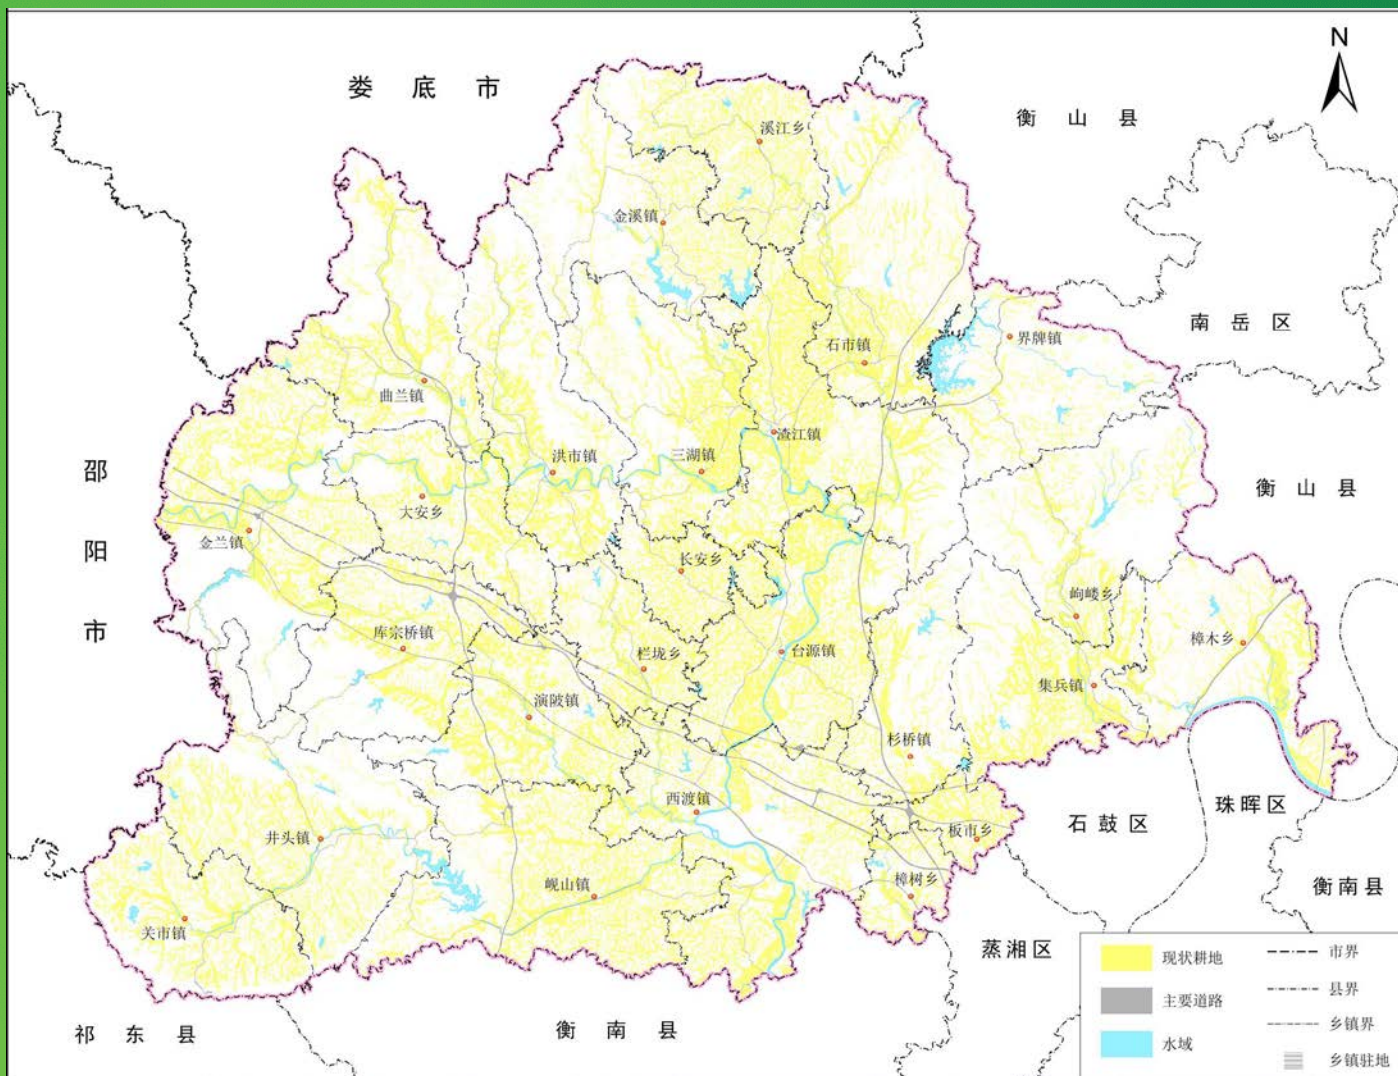 N
娄底市
衡山县
溪江乡
金溪镇
南岳区
界牌镇
石市镇
曲兰镇
渣江镇
洪市镇
三湖镇
邵阳市
衡山县
大安乡
金兰镇
长安乡
岣嵝乡
库宗桥镇
樟木乡
栏垅乡
台源镇
集兵镇
演陂镇
杉桥镇
西渡镇
珠晖区
石鼓区
井头镇
板市乡
岘山镇
樟树乡
衡南县
关市镇
蒸湘区
祁东县
衡南县
现状耕地
市界
主要道路
县界
乡镇界
水域
乡镇驻地